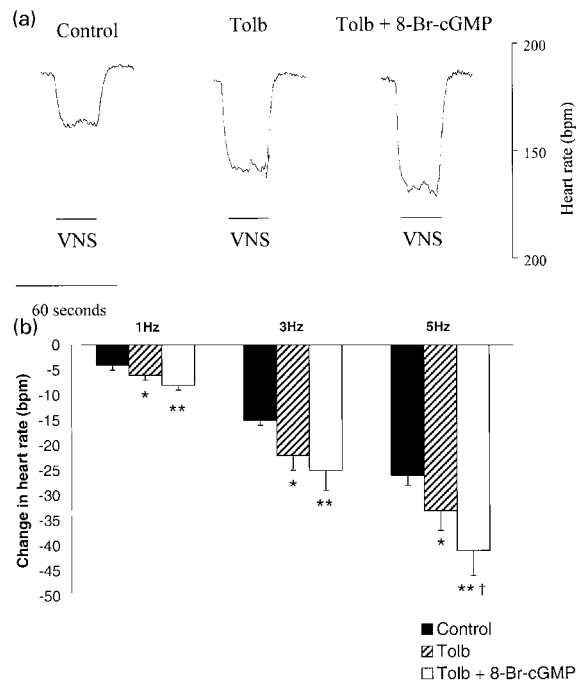 (a)
Control
Tolb
Tolb + 8-Br-cGMP
200
150
200
Heart rate (bpm)
VNS
VNS
VNS
60 seconds
(b)
1Hz
3Hz
5Hz
0
-5
-10
-15
-20
-25
-30
-35
-40
-45
-50
Change in heart rate (bpm)
*
**
*
**
*
** †
Control
Tolb
Tolb + 8-Br-cGMP